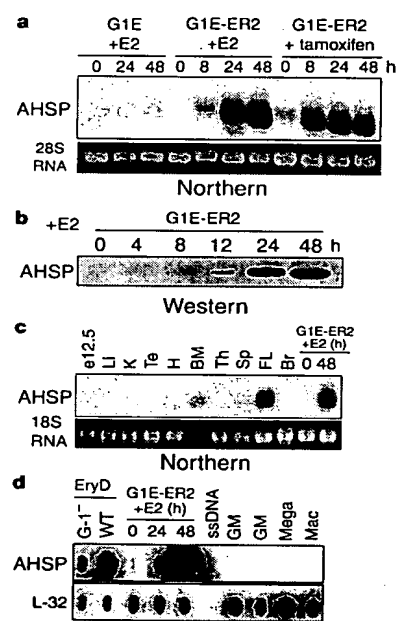 a
G1E G1E-ER2 G1E-ER2
+E2 +E2 + tamoxifen
0 24 48 0 8 24 48 0 8 24 48 h
AHSP
28S
RNA
Northern
b
+E2 G1E-ER2
0 4 8 12 24 48 h
AHSP
Western
c
G1E-ER2
+E2 (h)
e12.5 Li K Te H BM Th Sp FL Br 0 48
AHSP
18S
RNA
Northern
d
EryD G1E-ER2
+E2 (h)
G-1⁻ WT 0 24 48 ssDNA GM GM Mega Mac
AHSP
L-32